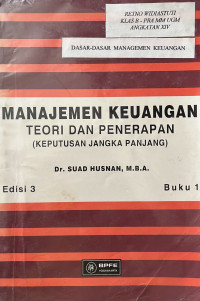 RETNO WIDIASTUTI
KLAS B - PRA MM UGM
ANGKATAN XIV
DASAR-DASAR MANAGEMEN KEUANGAN
MANAJEMEN KEUANGAN
TEORI DAN PENERAPAN
(KEPUTUSAN JANGKA PANJANG)
Dr. SUAD HUSNAN, M.B.A.
Edisi 3
Buku 1
BPFE
YOGYAKARTA